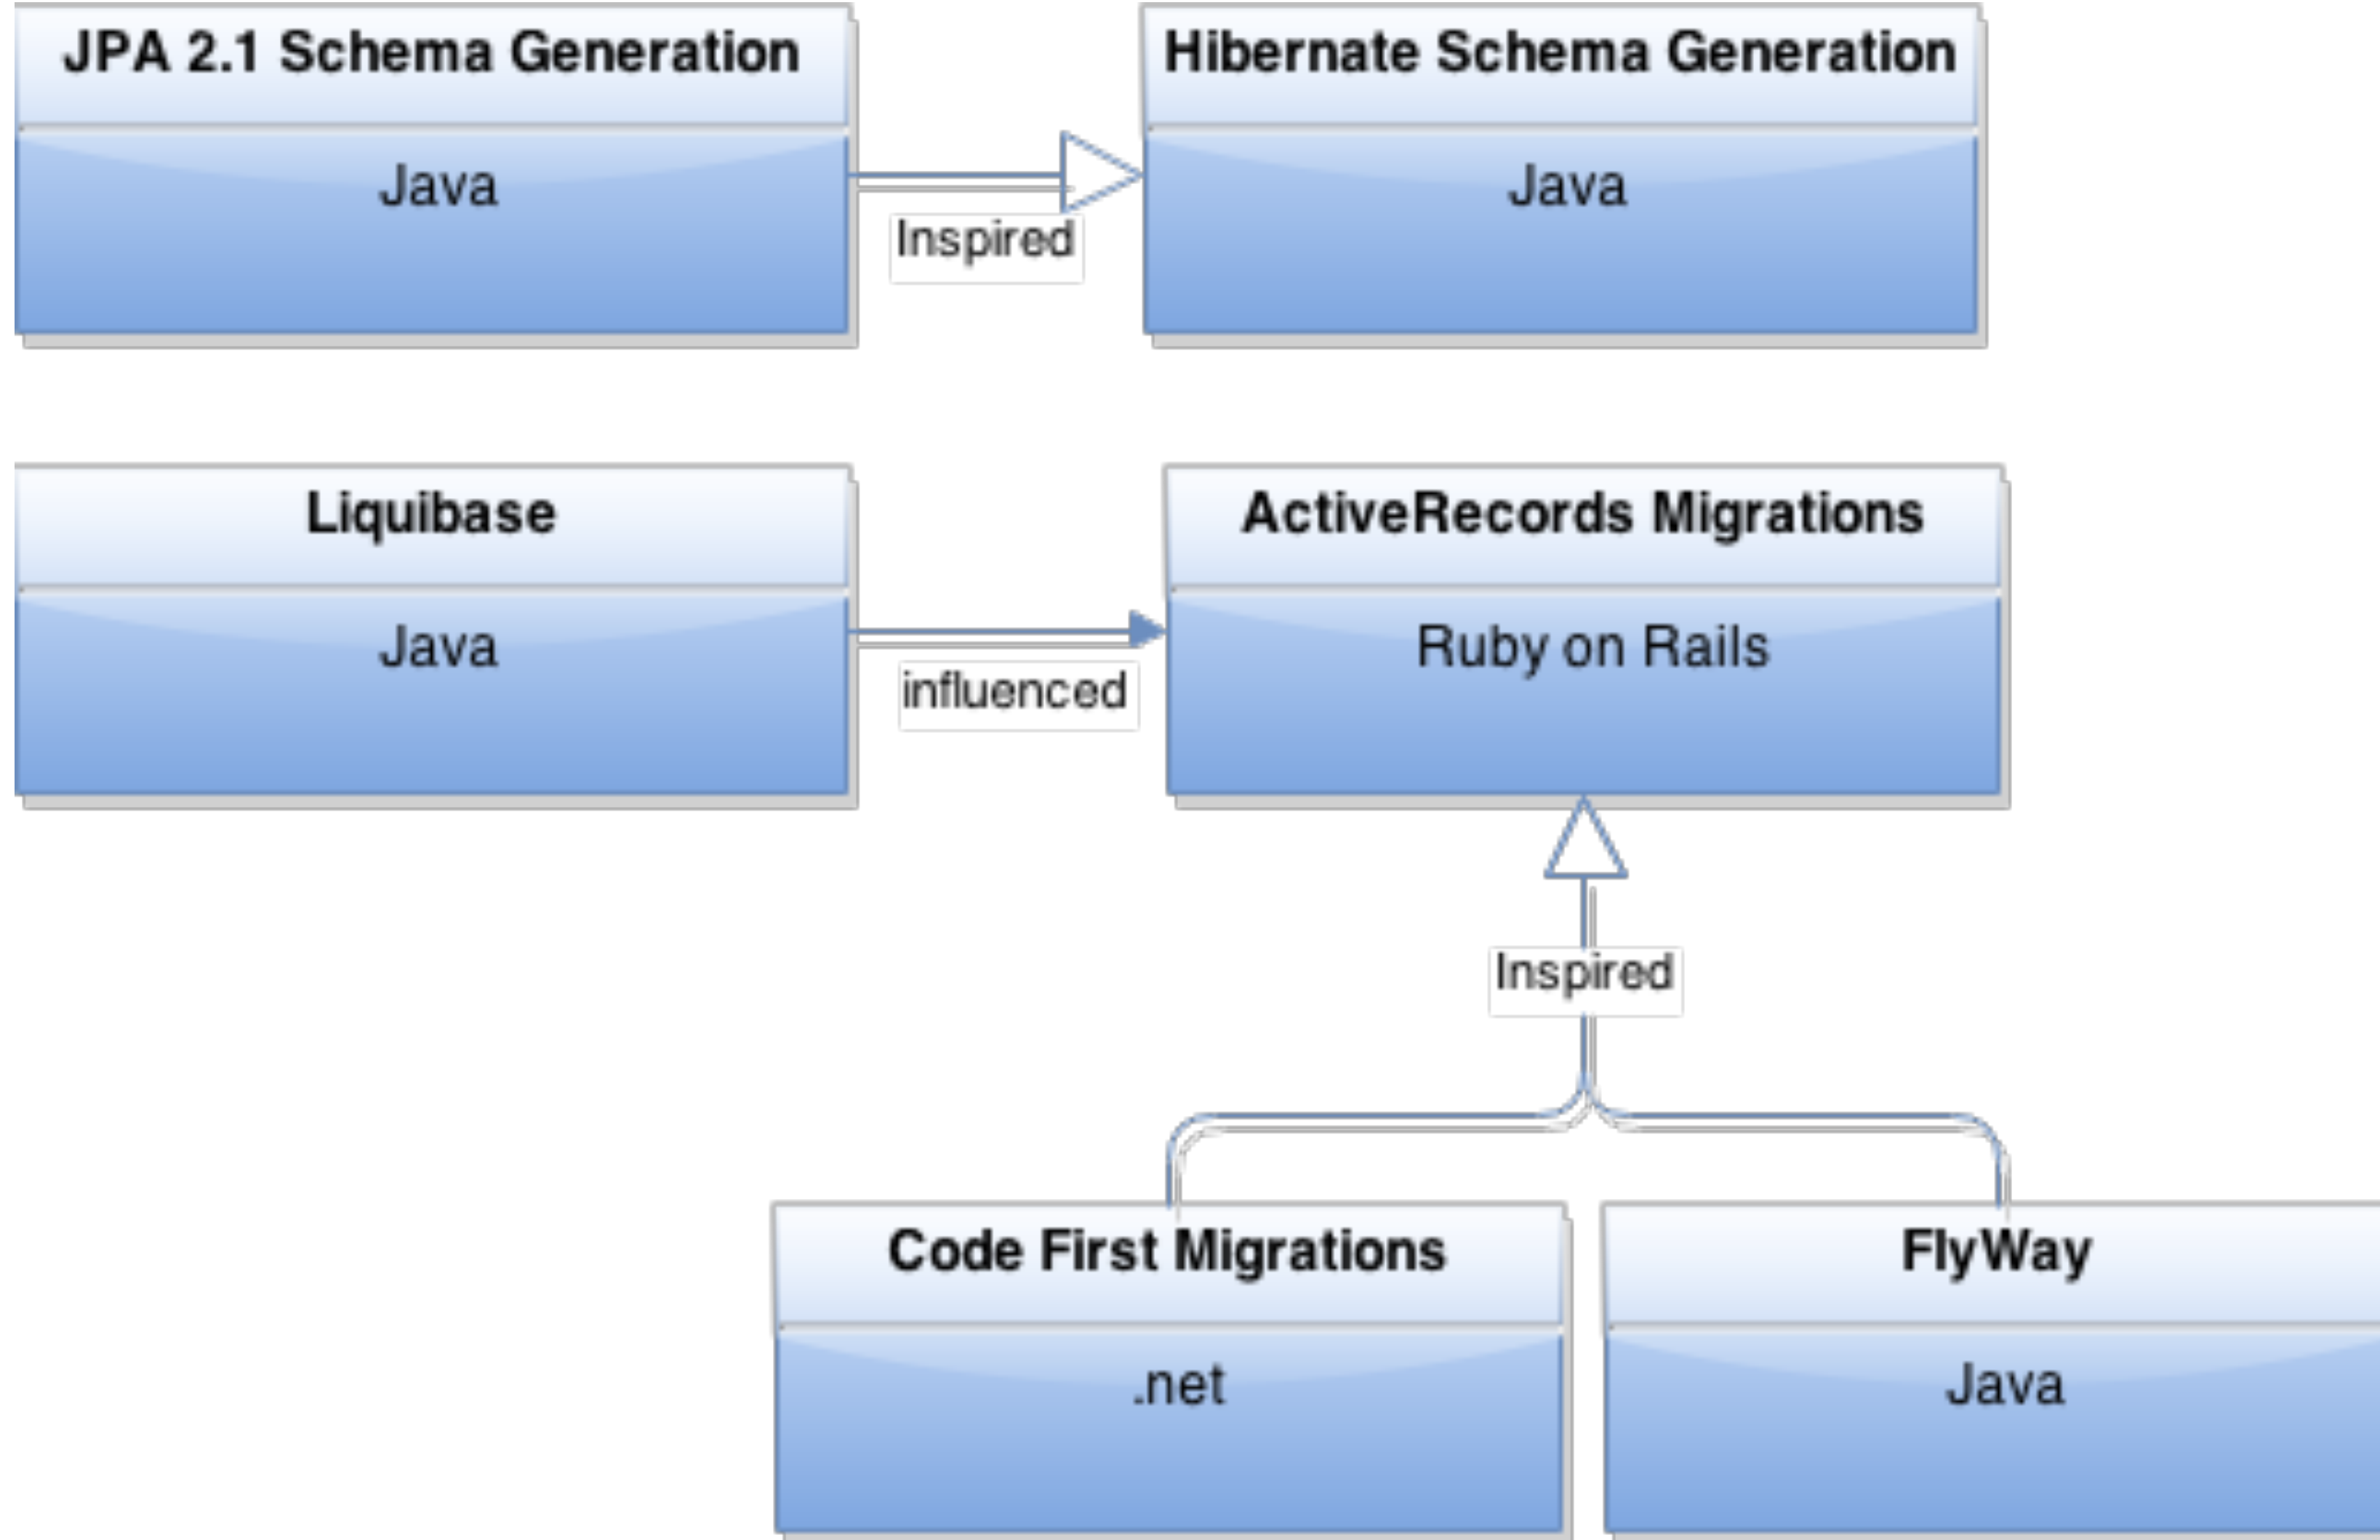 JPA 2.1 Schema Generation
Java
Inspired
Hibernate Schema Generation
Java
Liquibase
Java
influenced
ActiveRecords Migrations
Ruby on Rails
Inspired
Code First Migrations
.net
FlyWay
Java